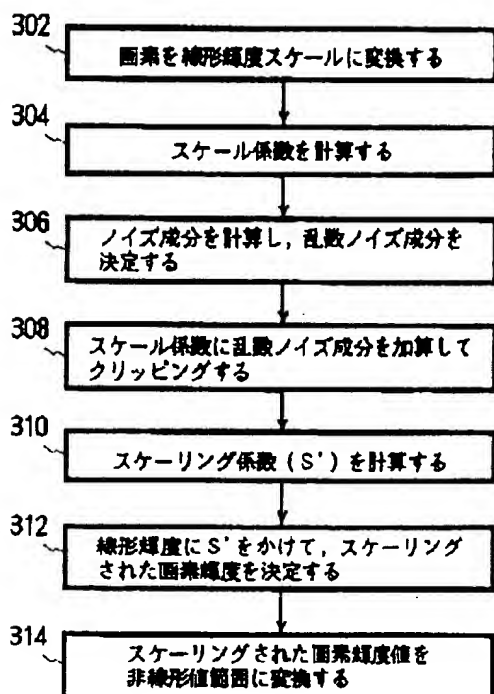 302
画素を線形輝度スケールに変換する
304
スケール係数を計算する
306
ノイズ成分を計算し，乱数ノイズ成分を
決定する
308
スケール係数に乱数ノイズ成分を加算して
クリッピングする
310
スケーリング係数（S'）を計算する
312
線形輝度にS'をかけて，スケーリング
された画素輝度を決定する
314
スケーリングされた画素輝度値を
非線形値範囲に変換する